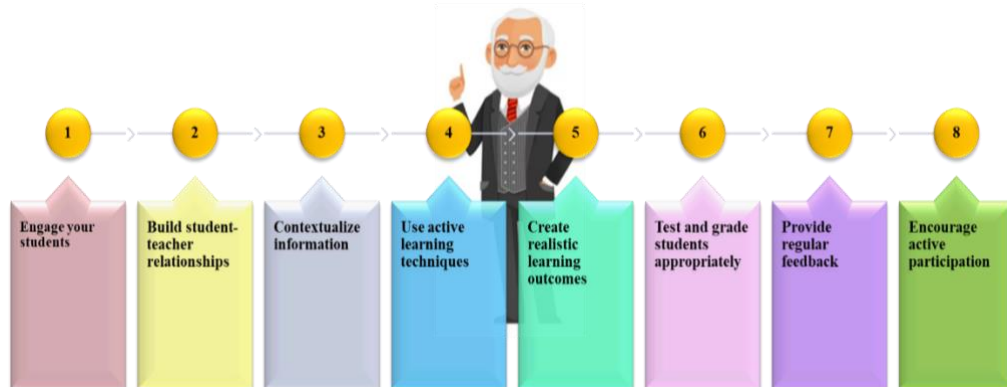 1
2
3
4
5
6
7
8
Engage your
students
Build student-
teacher
relationships
Contextualize
information
Use active
learning
techniques
Create
realistic
learning
outcomes
Test and grade
students
appropriately
Provide
regular
feedback
Encourage
active
participation